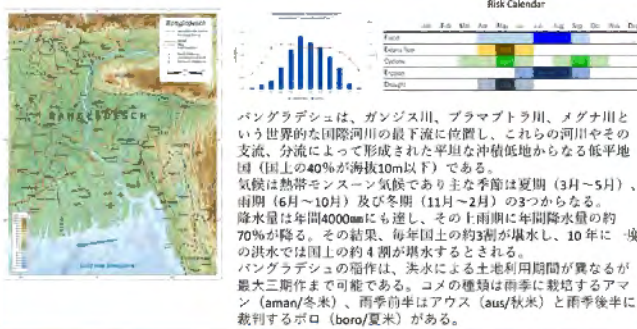 Risk Calendar
Bangladesch
BANGLADESCH
バングラデシュは、ガンジス川、ブラマプトラ川、メグナ川と
いう世界的な国際河川の最下流に位置し、これらの河川やその
支流、分流によって形成された平坦な沖積低地からなる低平地
国（国土の40%が海抜10m以下）である。
気候は熱帯モンスーン気候であり主な季節は夏期（3月～5月）、
雨期（6月～10月）及び冬期（11月～2月）の3つからなる。
降水量は年間4000㎜にも達し、その上雨期に年間降水量の約
70%が降る。その結果、毎年国土の約3割が湛水し、10年に一度
の洪水では国土の約４割が湛水するとされる。
バングラデシュの稲作は、洪水による土地利用期間が異なるが
最大三期作まで可能である。コメの種類は雨季に栽培するアマ
ン（aman/冬米）、雨季前半はアウス（aus/秋米）と雨季後半に
裁判するボロ（boro/夏米）がある。